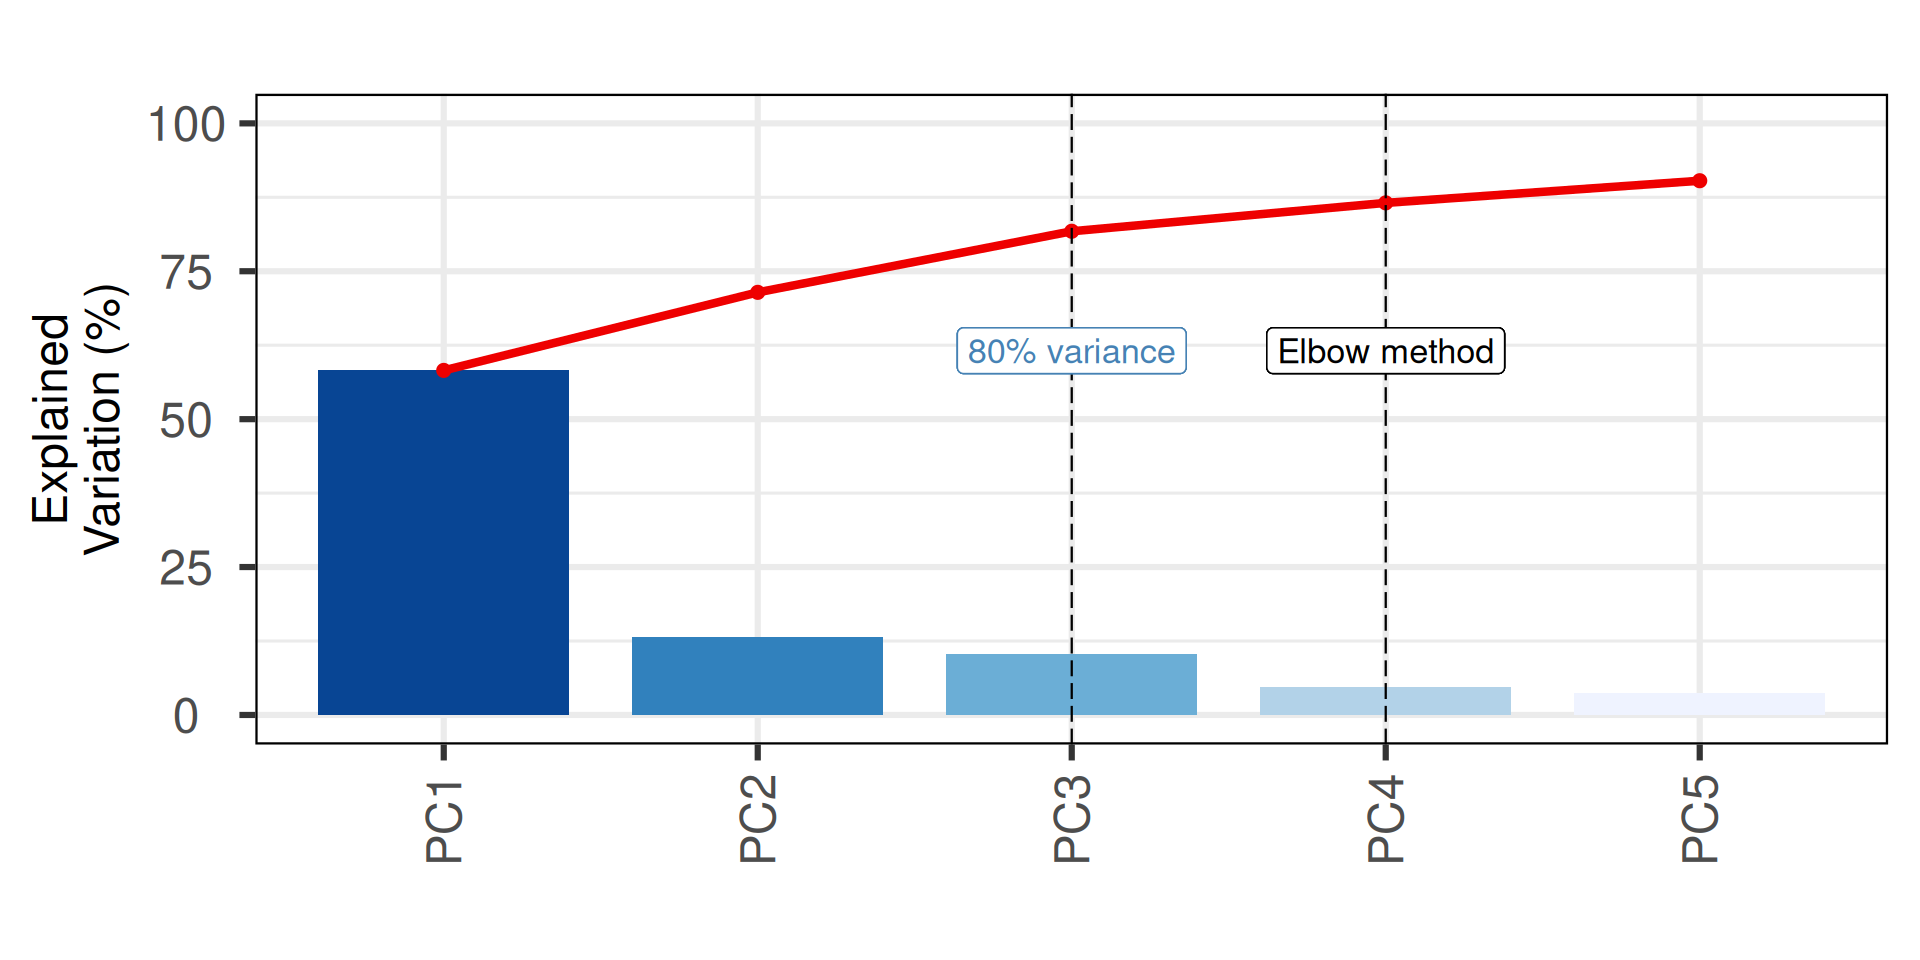 Explained
Variation (%)
100
75
50
25
0
80% variance
Elbow method
PC1
PC2
PC3
PC4
PC5